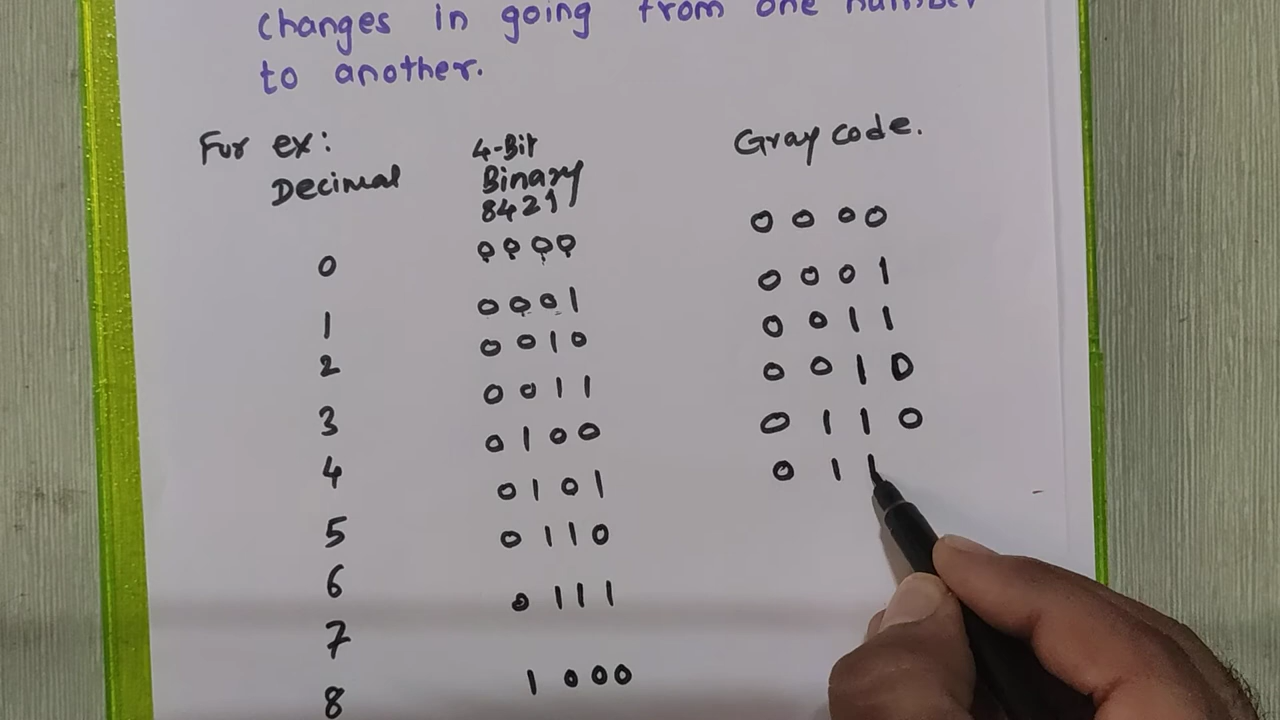 changes in going from one number
to another.
For ex:
Decimal 4-Bit Binary 8421 Gray code.
0 0000 0000
1 0001 0001
2 0010 0011
3 0011 0010
4 0100 0110
5 0101 011
6 0110
7 0111
8 1000